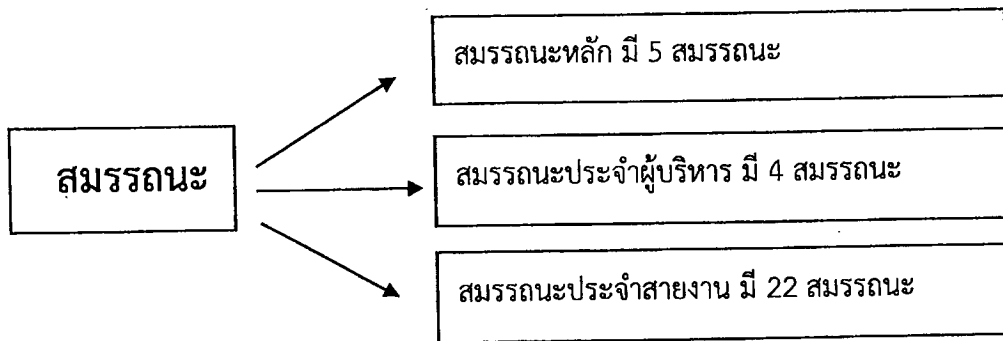 สมรรถนะ
สมรรถนะหลัก มี 5 สมรรถนะ
สมรรถนะประจำผู้บริหาร มี 4 สมรรถนะ
สมรรถนะประจำสายงาน มี 22 สมรรถนะ